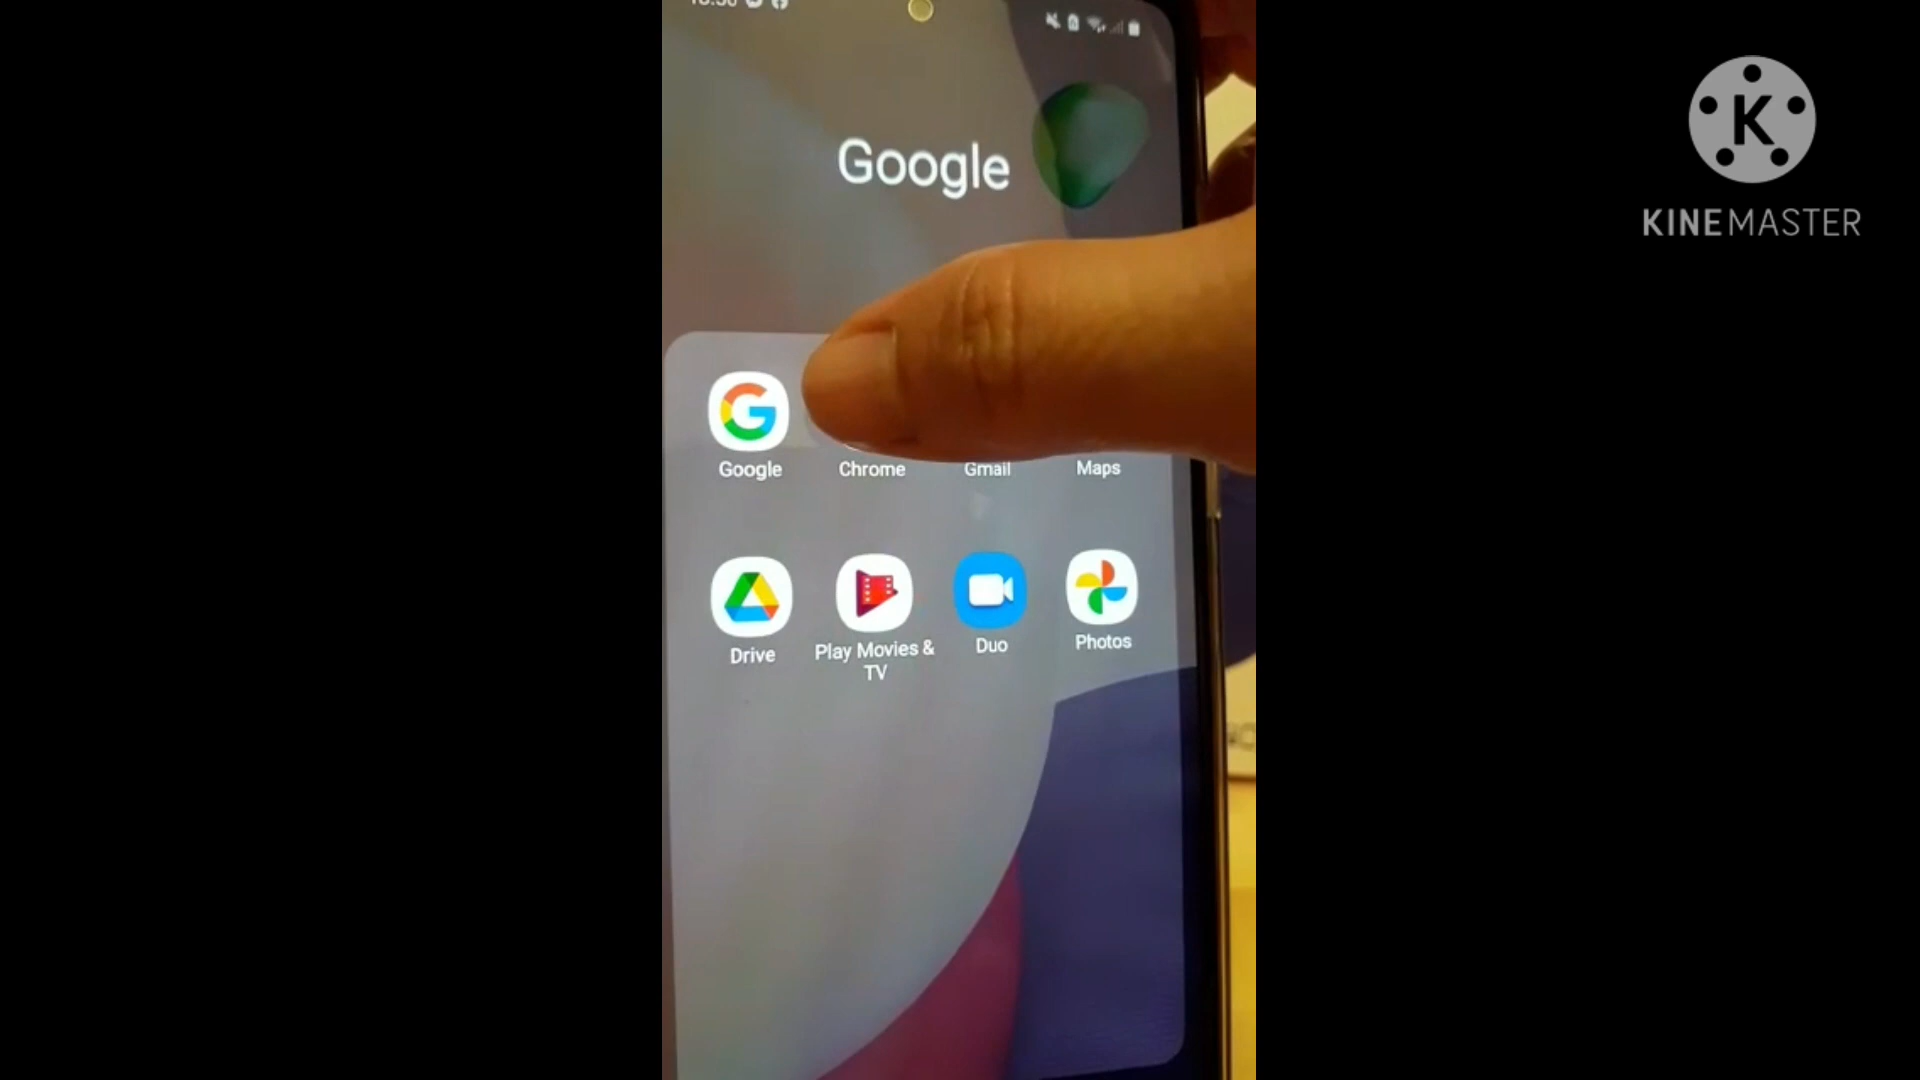 Google
K
KINEMASTER
Google
Chrome
Gmail
Maps
Drive
Play Movies &
TV
Duo
Photos